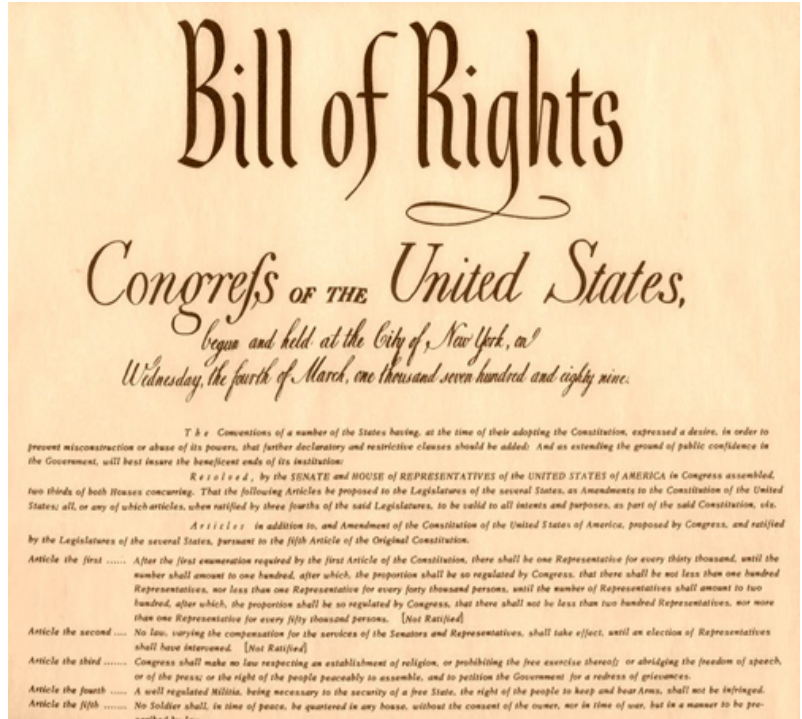 Bill of Rights
Congreſs OF THE United States,
begun and held at the City of New York, on
Wednesday, the fourth of March, one thousand seven hundred and eighty nine.
The Conventions of a number of the States having, at the time of their adopting the Constitution, expressed a desire, in order to
prevent misconstruction or abuse of its powers, that further declaratory and restrictive clauses should be added: And as extending the ground of public confidence in
the Government, will best insure the beneficent ends of its institution:
Resolved, by the SENATE and HOUSE of REPRESENTATIVES of the UNITED STATES of AMERICA in Congress assembled,
two thirds of both Houses concurring. That the following Articles be proposed to the Legislatures of the several States, as Amendments to the Constitution of the United
States; all, or any of which articles, when ratified by three fourths of the said Legislatures, to be valid to all intents and purposes, as part of the said Constitution, viz.
Articles in addition to, and Amendment of the Constitution of the United States of America, proposed by Congress, and ratified
by the Legislatures of the several States, pursuant to the fifth Article of the Original Constitution.
Article the first ...... After the first enumeration required by the first Article of the Constitution, there shall be one Representative for every thirty thousand, until the
number shall amount to one hundred, after which, the proportion shall be so regulated by Congress, that there shall be not less than one hundred
Representatives, nor less than one Representative for every forty thousand persons, until the number of Representatives shall amount to two
hundred, after which, the proportion shall be so regulated by Congress, that there shall not be less than two hundred Representatives, nor more
than one Representative for every fifty thousand persons. [Not Ratified]
Article the second .... No law, varying the compensation for the services of the Senators and Representatives, shall take effect, until an election of Representatives
shall have intervened. [Not Ratified]
Article the third ....... Congress shall make no law respecting an establishment of religion, or prohibiting the free exercise thereof; or abridging the freedom of speech,
or of the press; or the right of the people peaceably to assemble, and to petition the Government for a redress of grievances.
Article the fourth ..... A well regulated Militia, being necessary to the security of a free State, the right of the people to keep and bear Arms, shall not be infringed.
Article the fifth ....... No Soldier shall, in time of peace, be quartered in any house, without the consent of the owner, nor in time of war, but in a manner to be pre-
scribed by law.